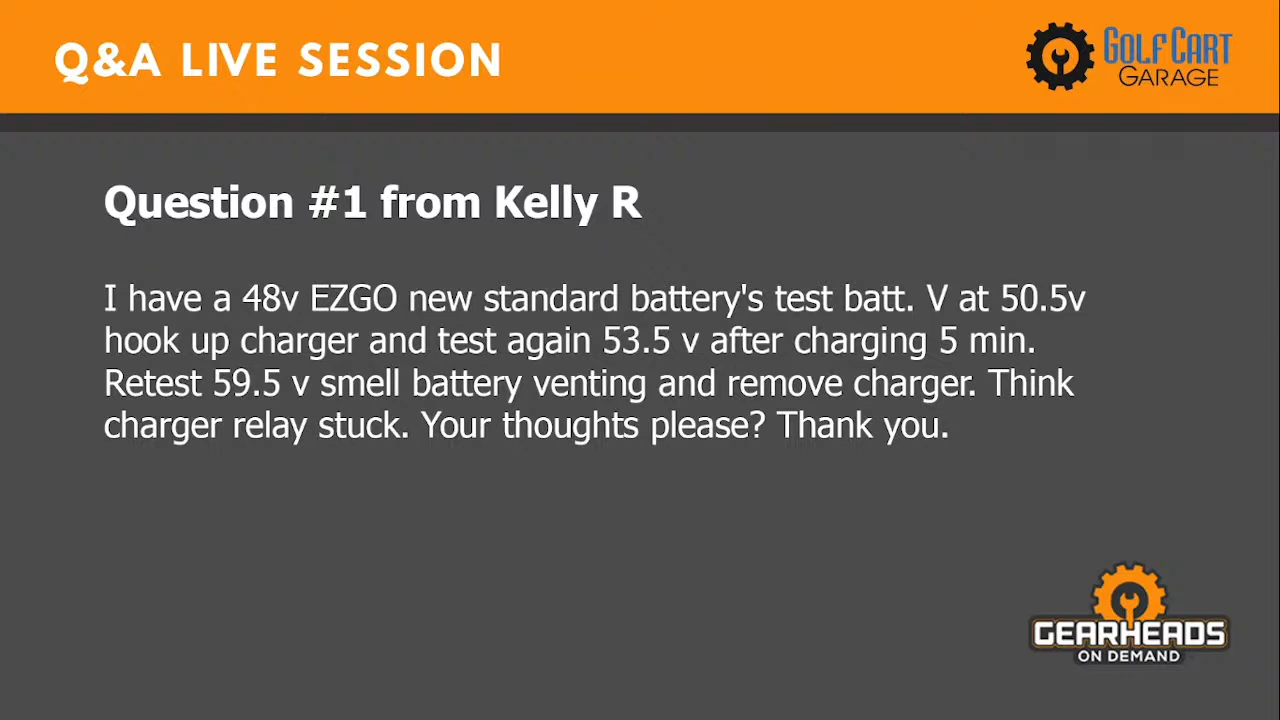 Q&A LIVE SESSION
GOLF CART
GARAGE
Question #1 from Kelly R
I have a 48v EZGO new standard battery's test batt. V at 50.5v
hook up charger and test again 53.5 v after charging 5 min.
Retest 59.5 v smell battery venting and remove charger. Think
charger relay stuck. Your thoughts please? Thank you.
GEARHEADS
ON DEMAND